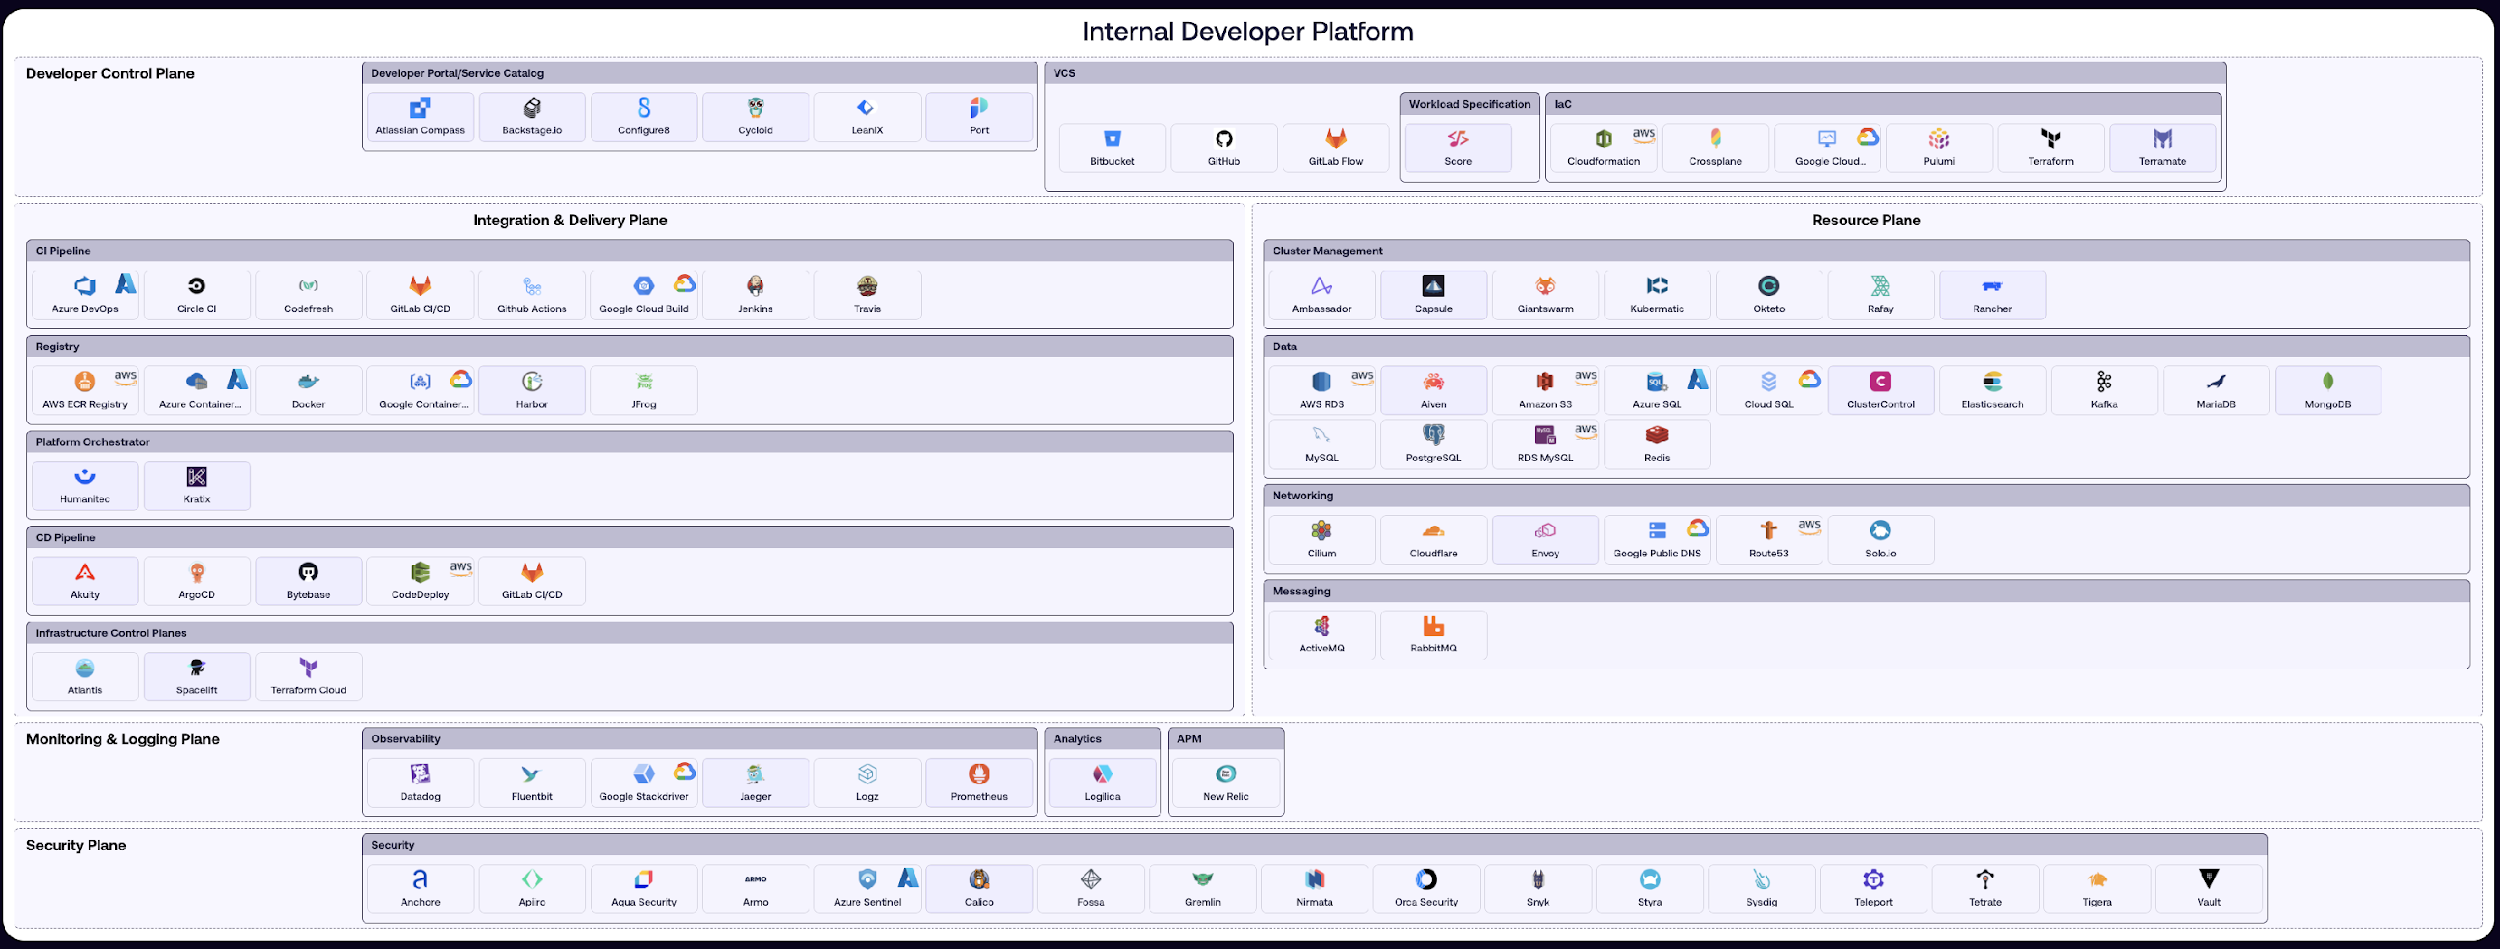 Internal Developer Platform
Developer Control Plane
Developer Portal/Service Catalog
Atlassian Compass
Backstage.io
Configure8
Cycloid
LeanIX
Port
VCS
Bitbucket
GitHub
GitLab Flow
Workload Specification
Score
IaC
aws
Cloudformation
Crossplane
Google Cloud...
Pulumi
Terraform
Terramate
Integration & Delivery Plane
CI Pipeline
Azure DevOps
Circle CI
Codefresh
GitLab CI/CD
Github Actions
Google Cloud Build
Jenkins
Travis
Registry
aws
AWS ECR Registry
Azure Container...
Docker
Google Container...
Harbor
JFrog
JFrog
Platform Orchestrator
Humanitec
Kratix
CD Pipeline
Akuity
ArgoCD
Bytebase
aws
CodeDeploy
GitLab CI/CD
Infrastructure Control Planes
Atlantis
Spacelift
Terraform Cloud
Resource Plane
Cluster Management
Ambassador
Capsule
Giantswarm
Kubermatic
Okteto
Rafay
Rancher
Data
aws
AWS RDS
Aiven
aws
Amazon S3
SQL
Azure SQL
Cloud SQL
ClusterControl
Elasticsearch
Kafka
MariaDB
MongoDB
MySQL
PostgreSQL
aws
RDS MySQL
Redis
Networking
Cilium
Cloudflare
Envoy
Google Public DNS
aws
Route53
Solo.io
Messaging
ActiveMQ
RabbitMQ
Monitoring & Logging Plane
Observability
Datadog
Fluentbit
Google Stackdriver
Jaeger
Logz
Prometheus
Analytics
Logilica
APM
New Relic
Security Plane
Security
Anchore
Apiiro
Aqua Security
ARMO
Armo
Azure Sentinel
Calico
Fossa
Gremlin
Nirmata
Orca Security
Snyk
Styra
Sysdig
Teleport
Tetrate
Tigera
Vault